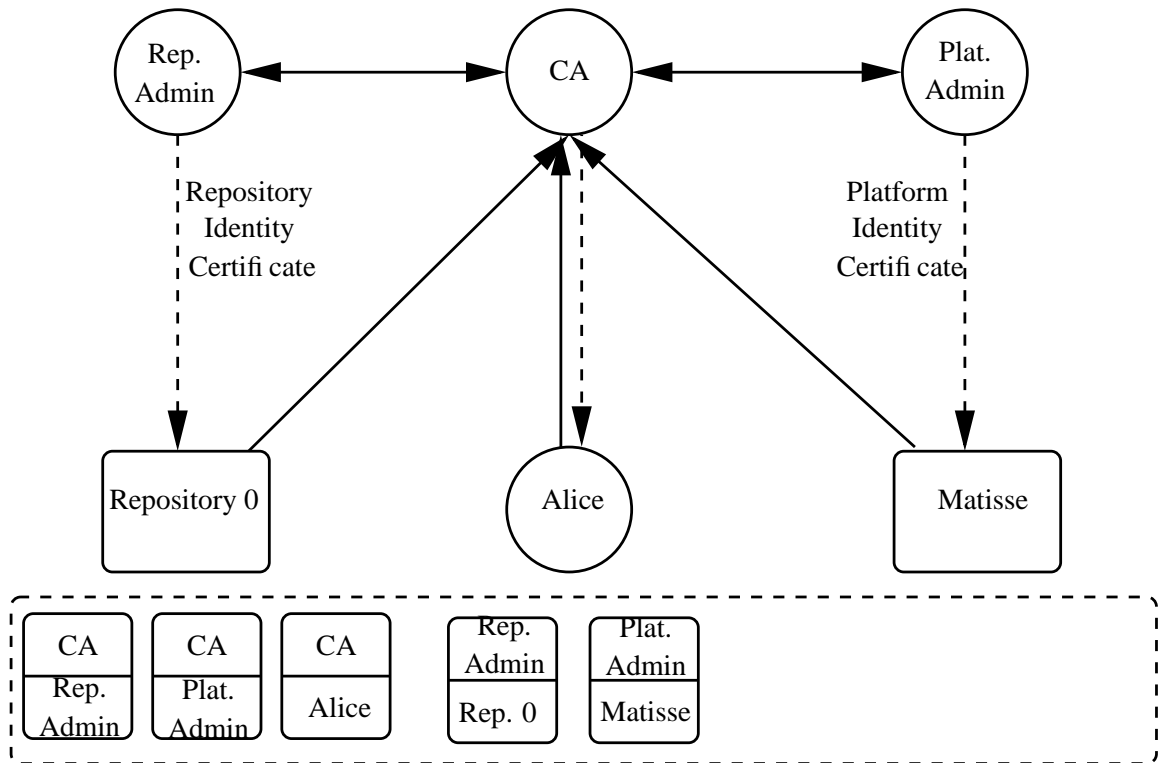 Rep.
Admin
CA
Plat.
Admin
Repository
Identity
Certifi cate
Platform
Identity
Certifi cate
Repository 0
Alice
Matisse
CA
Rep.
Admin
CA
Plat.
Admin
CA
Alice
Rep.
Admin
Rep. 0
Plat.
Admin
Matisse